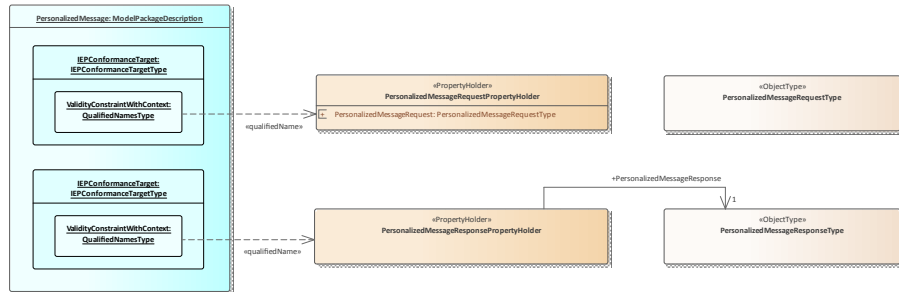 PersonalizedMessage: ModelPackageDescription
IEPConformanceTarget:
IEPConformanceTargetType
ValidityConstraintWithContext:
QualifiedNamesType
«qualifiedName»
«PropertyHolder»
PersonalizedMessageRequestPropertyHolder
+ PersonalizedMessageRequest: PersonalizedMessageRequestType
«ObjectType»
PersonalizedMessageRequestType
IEPConformanceTarget:
IEPConformanceTargetType
ValidityConstraintWithContext:
QualifiedNamesType
«qualifiedName»
+PersonalizedMessageResponse
1
«PropertyHolder»
PersonalizedMessageResponsePropertyHolder
«ObjectType»
PersonalizedMessageResponseType